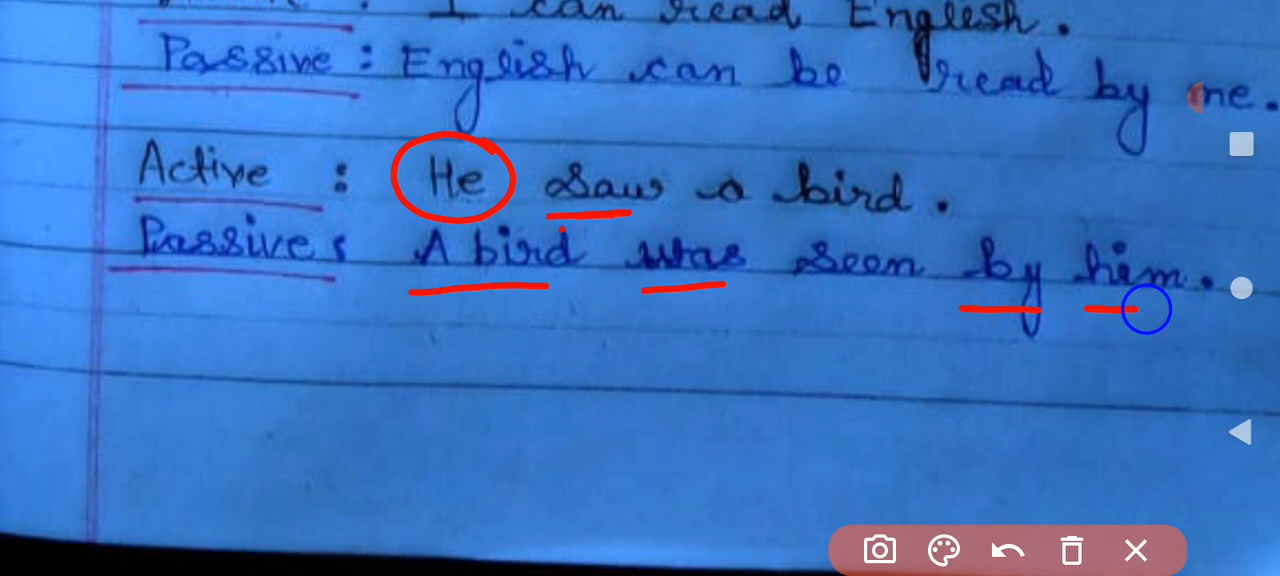 I can read English.
Passive : English can be read by me.
Active : He saw a bird.
Passive : A bird was seen by him.